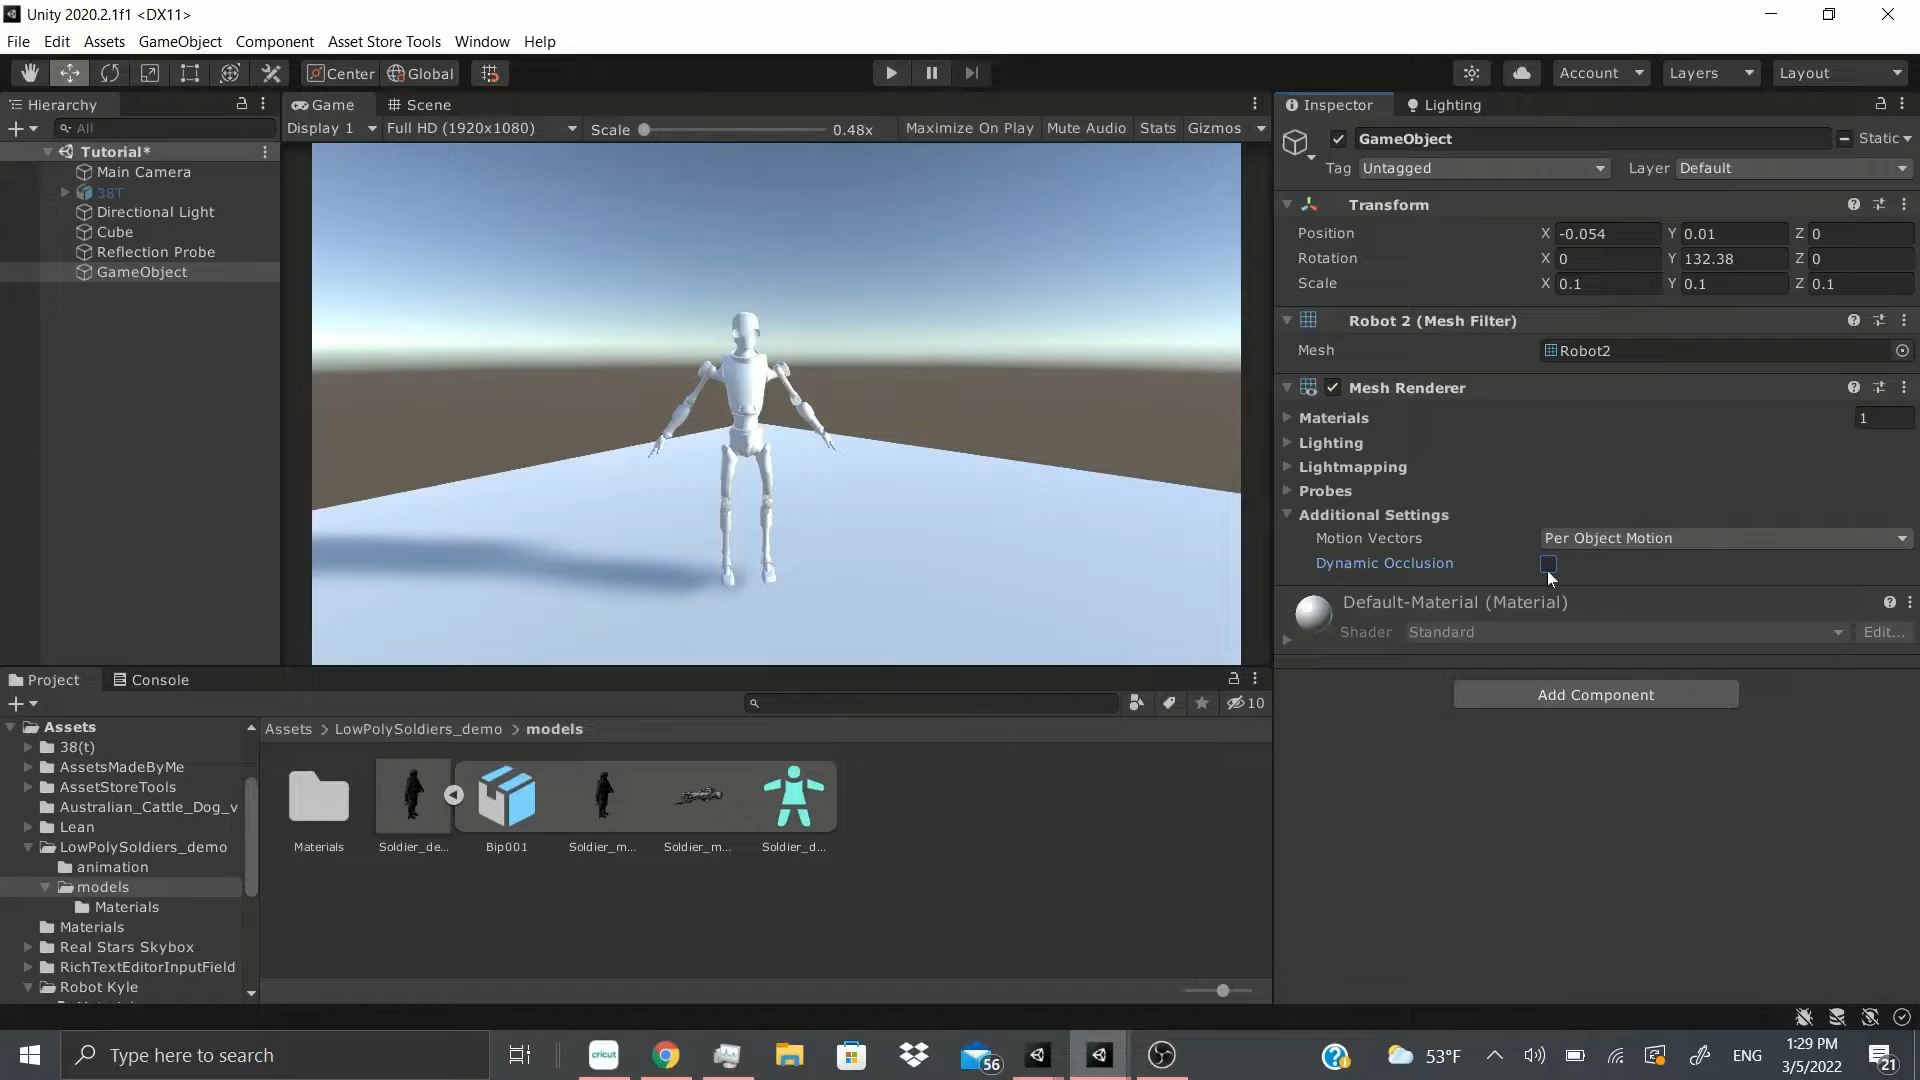 Unity 2020.2.1f1 <DX11>
File Edit Assets GameObject Component Asset Store Tools Window Help
Center Global Account Layers Layout
Hierarchy
All
Tutorial*
Main Camera
38T
Directional Light
Cube
Reflection Probe
GameObject
Game Scene
Display 1 Full HD (1920x1080) Scale 0.48x Maximize On Play Mute Audio Stats Gizmos
Inspector Lighting
GameObject Static
Tag Untagged Layer Default
Transform
Position X -0.054 Y 0.01 Z 0
Rotation X 0 Y 132.38 Z 0
Scale X 0.1 Y 0.1 Z 0.1
Robot 2 (Mesh Filter)
Mesh Robot2
Mesh Renderer
Materials 1
Lighting
Lightmapping
Probes
Additional Settings
Motion Vectors Per Object Motion
Dynamic Occlusion
Default-Material (Material)
Shader Standard Edit...
Add Component
Project Console
10
Assets
38(t)
AssetsMadeByMe
AssetStoreTools
Australian_Cattle_Dog_v
Lean
LowPolySoldiers_demo
animation
models
Materials
Materials
Real Stars Skybox
RichTextEditorInputField
Robot Kyle
Assets > LowPolySoldiers_demo > models
Materials Soldier_de... Bip001 Soldier_m... Soldier_m... Soldier_d...
Type here to search
cricut
56
53°F
ENG
1:29 PM
3/5/2022
21